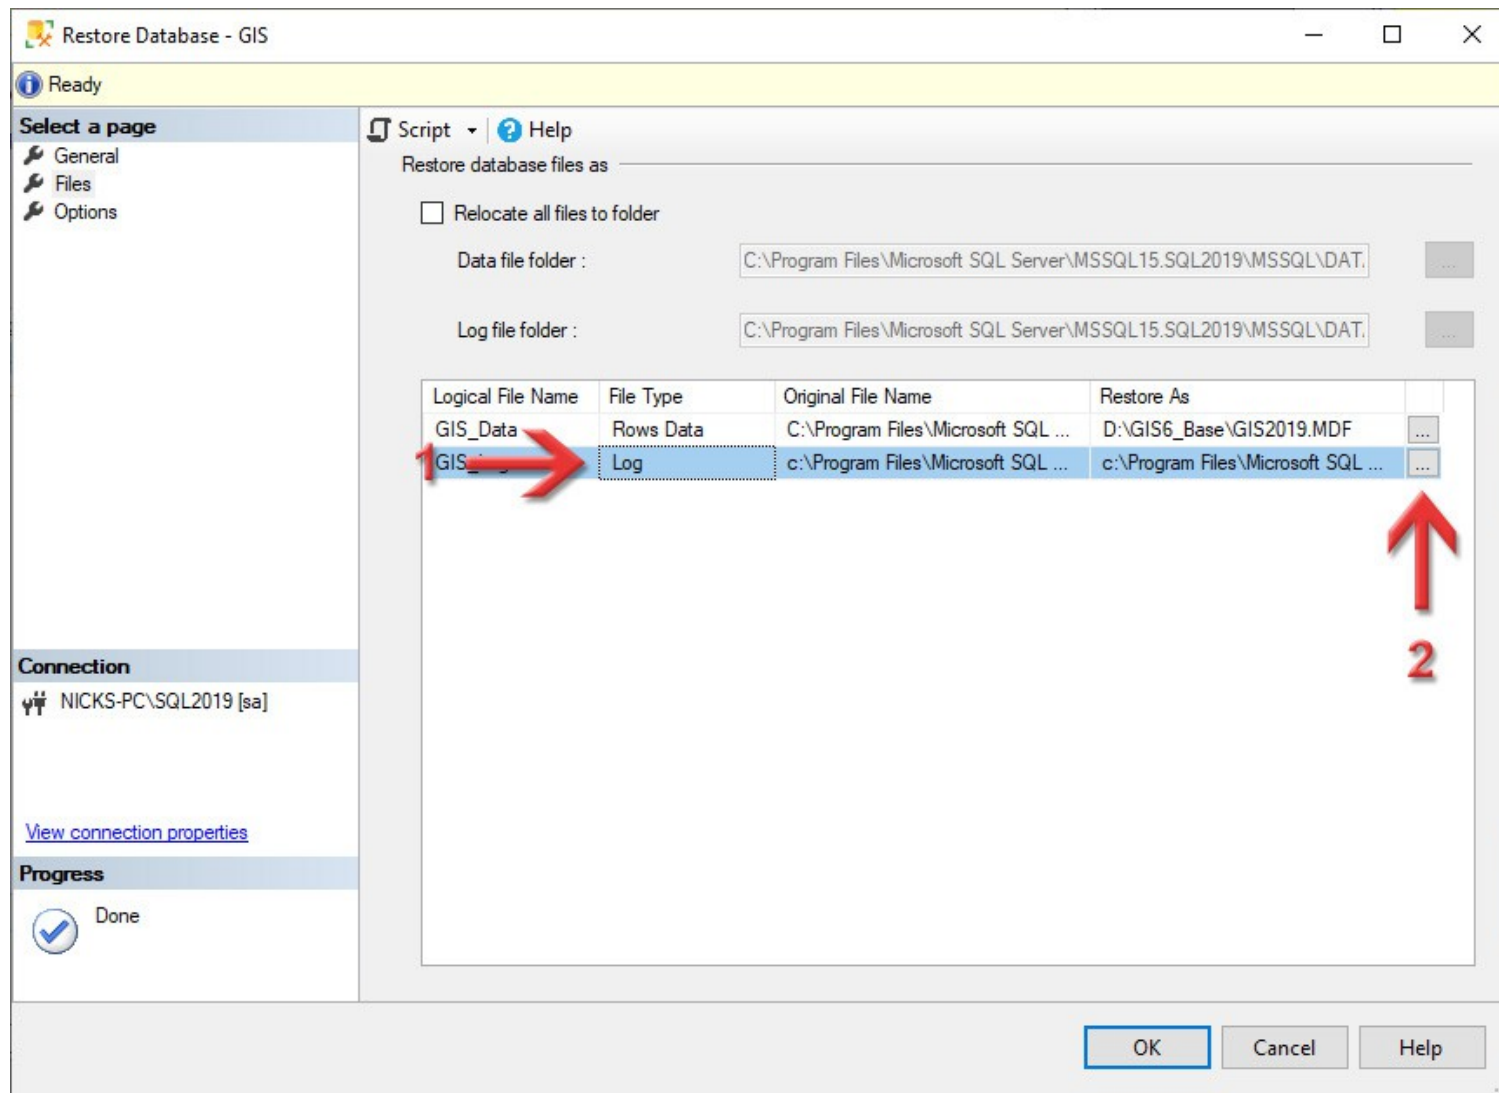 Restore Database - GIS
Ready
Select a page
General
Files
Options
Script
Help
Restore database files as
Relocate all files to folder
Data file folder :
C:\Program Files\Microsoft SQL Server\MSSQL15.SQL2019\MSSQL\DAT
...
Log file folder :
C:\Program Files\Microsoft SQL Server\MSSQL15.SQL2019\MSSQL\DAT
...
Logical File Name File Type Original File Name Restore As
GIS_Data Rows Data C:\Program Files\Microsoft SQL ... D:\GIS6_Base\GIS2019.MDF ...
1 Log c:\Program Files\Microsoft SQL ... c:\Program Files\Microsoft SQL ... ...
2
Connection
NICKS-PC\SQL2019 [sa]
View connection properties
Progress
Done
OK Cancel Help